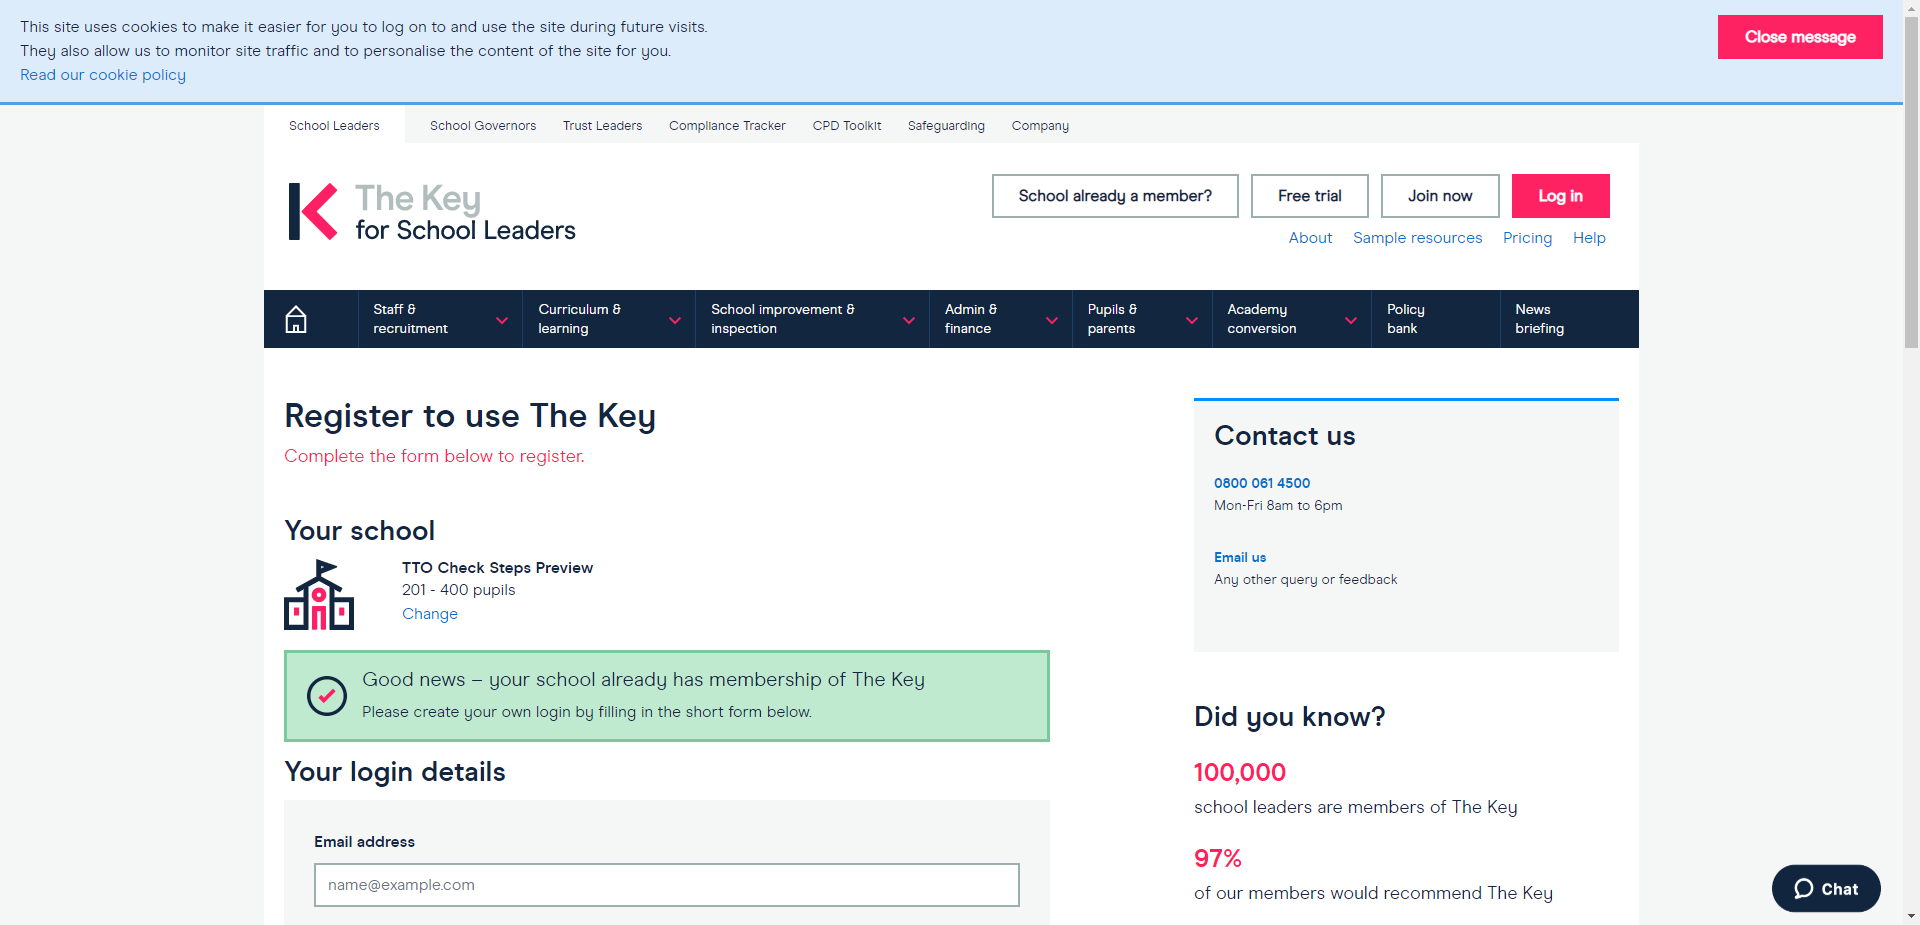 This site uses cookies to make it easier for you to log on to and use the site during future visits.
They also allow us to monitor site traffic and to personalise the content of the site for you.
Read our cookie policy
Close message
School Leaders
School Governors
Trust Leaders
Compliance Tracker
CPD Toolkit
Safeguarding
Company
The Key
for School Leaders
School already a member?
Free trial
Join now
Log in
About
Sample resources
Pricing
Help
Staff &
recruitment
Curriculum &
learning
School improvement &
inspection
Admin &
finance
Pupils &
parents
Academy
conversion
Policy
bank
News
briefing
Register to use The Key
Complete the form below to register.
Your school
TTO Check Steps Preview
201 - 400 pupils
Change
Good news – your school already has membership of The Key
Please create your own login by filling in the short form below.
Your login details
Email address
name@example.com
Contact us
0800 061 4500
Mon-Fri 8am to 6pm
Email us
Any other query or feedback
Did you know?
100,000
school leaders are members of The Key
97%
of our members would recommend The Key
Chat